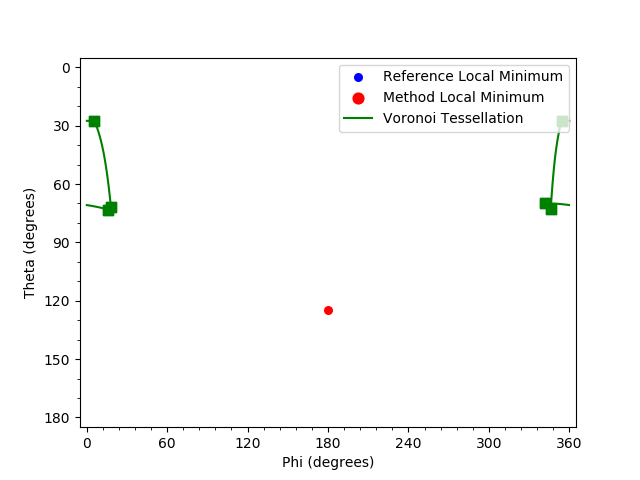 Reference Local Minimum
Method Local Minimum
Voronoi Tessellation
Theta (degrees)
0
30
60
90
120
150
180
0 60 120 180 240 300 360
Phi (degrees)